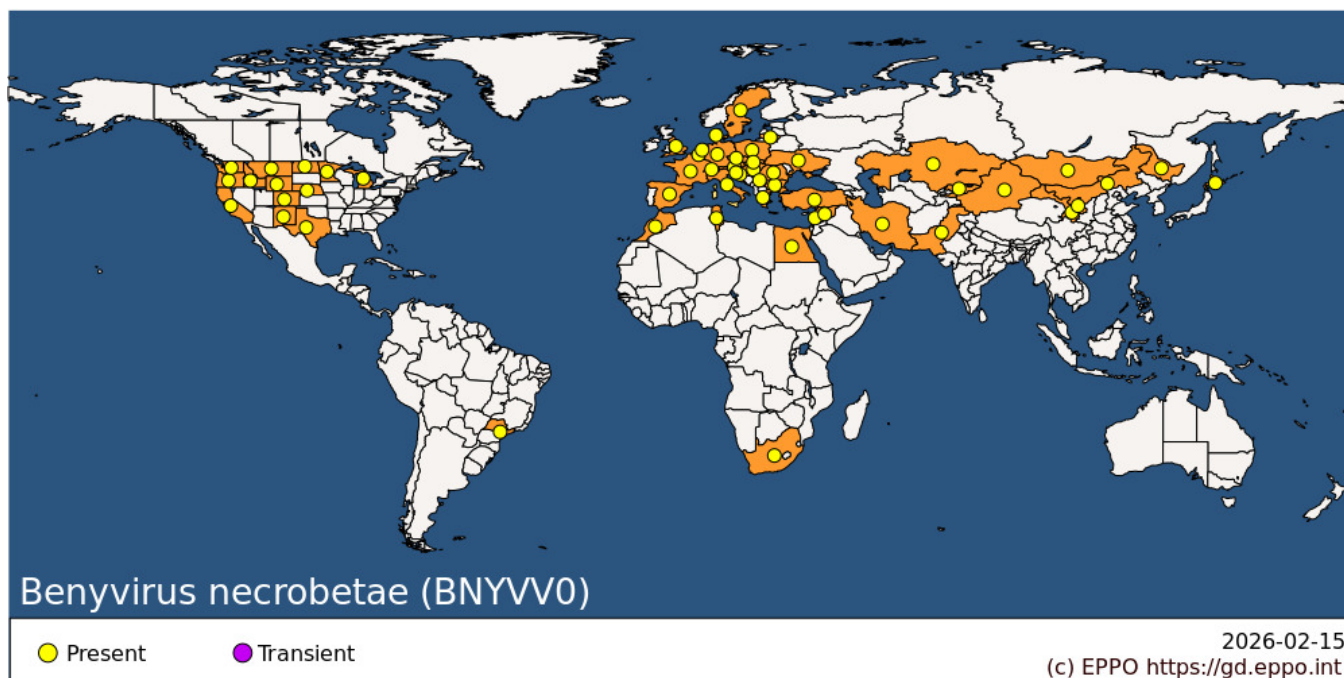 Benyvirus necrobetae (BNYVV0)
Present
Transient
2026-02-15
(c) EPPO https://gd.eppo.int